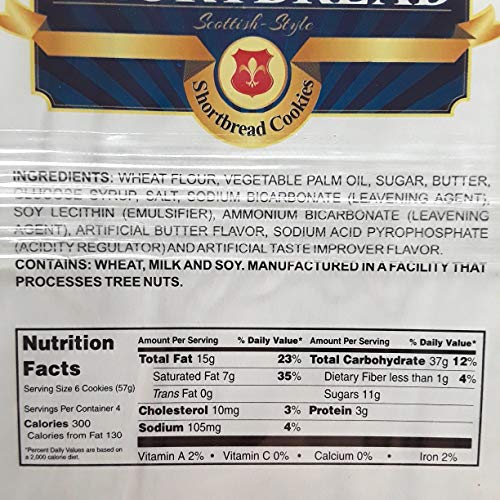 Scottish-Style
Shortbread Cookies
INGREDIENTS: WHEAT FLOUR, VEGETABLE PALM OIL, SUGAR, BUTTER,
GLUCOSE SYRUP, SALT, SODIUM BICARBONATE (LEAVENING AGENT),
SOY LECITHIN (EMULSIFIER), AMMONIUM BICARBONATE (LEAVENING
AGENT), ARTIFICIAL BUTTER FLAVOR, SODIUM ACID PYROPHOSPHATE
(ACIDITY REGULATOR) AND ARTIFICIAL TASTE IMPROVER FLAVOR.
CONTAINS: WHEAT, MILK AND SOY. MANUFACTURED IN A FACILITY THAT
PROCESSES TREE NUTS.
Nutrition
Facts
Serving Size 6 Cookies (57g)
Servings Per Container 4
Calories 300
Calories from Fat 130
*Percent Daily Values are based on
a 2,000 calorie diet.
Amount Per Serving % Daily Value*
Total Fat 15g 23%
Saturated Fat 7g 35%
Trans Fat 0g
Cholesterol 10mg 3%
Sodium 105mg 4%
Amount Per Serving % Daily Value*
Total Carbohydrate 37g 12%
Dietary Fiber less than 1g 4%
Sugars 11g
Protein 3g
Vitamin A 2% • Vitamin C 0% • Calcium 0% • Iron 2%